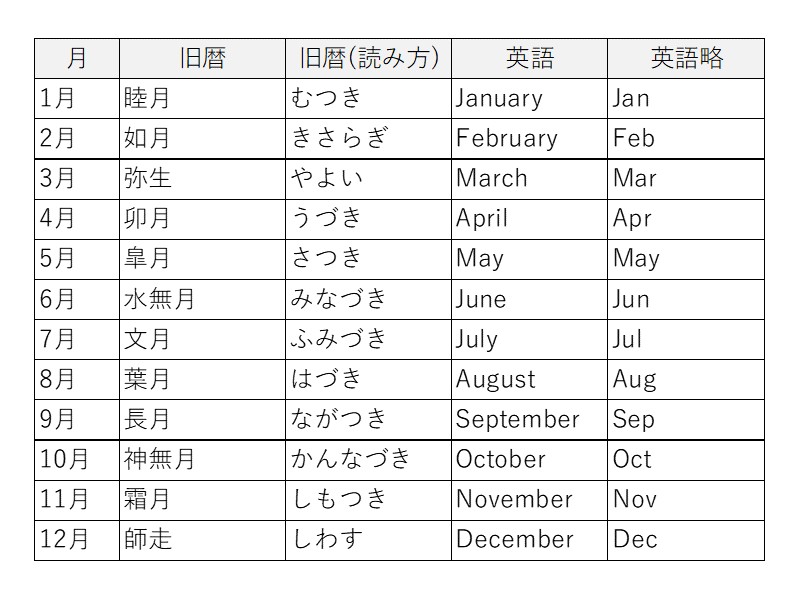 月 旧暦 旧暦(読み方) 英語 英語略
1月 睦月 むつき January Jan
2月 如月 きさらぎ February Feb
3月 弥生 やよい March Mar
4月 卯月 うづき April Apr
5月 皐月 さつき May May
6月 水無月 みなづき June Jun
7月 文月 ふみづき July Jul
8月 葉月 はづき August Aug
9月 長月 ながつき September Sep
10月 神無月 かんなづき October Oct
11月 霜月 しもつき November Nov
12月 師走 しわす December Dec